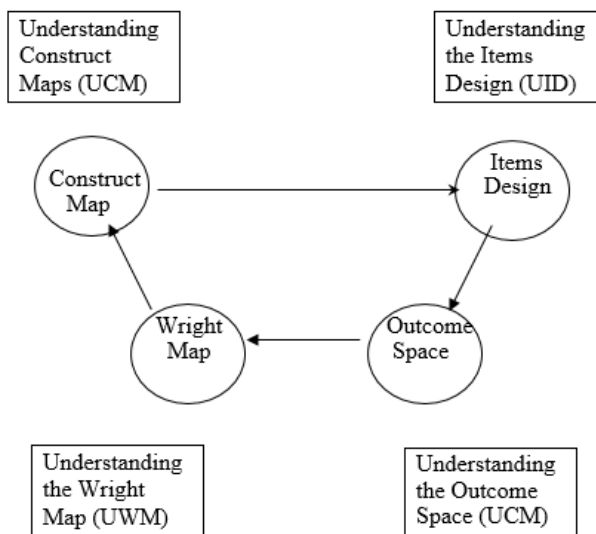 Understanding
Construct
Maps (UCM)
Understanding
the Items
Design (UID)
Construct
Map
Items
Design
Wright
Map
Outcome
Space
Understanding
the Wright
Map (UWM)
Understanding
the Outcome
Space (UCM)